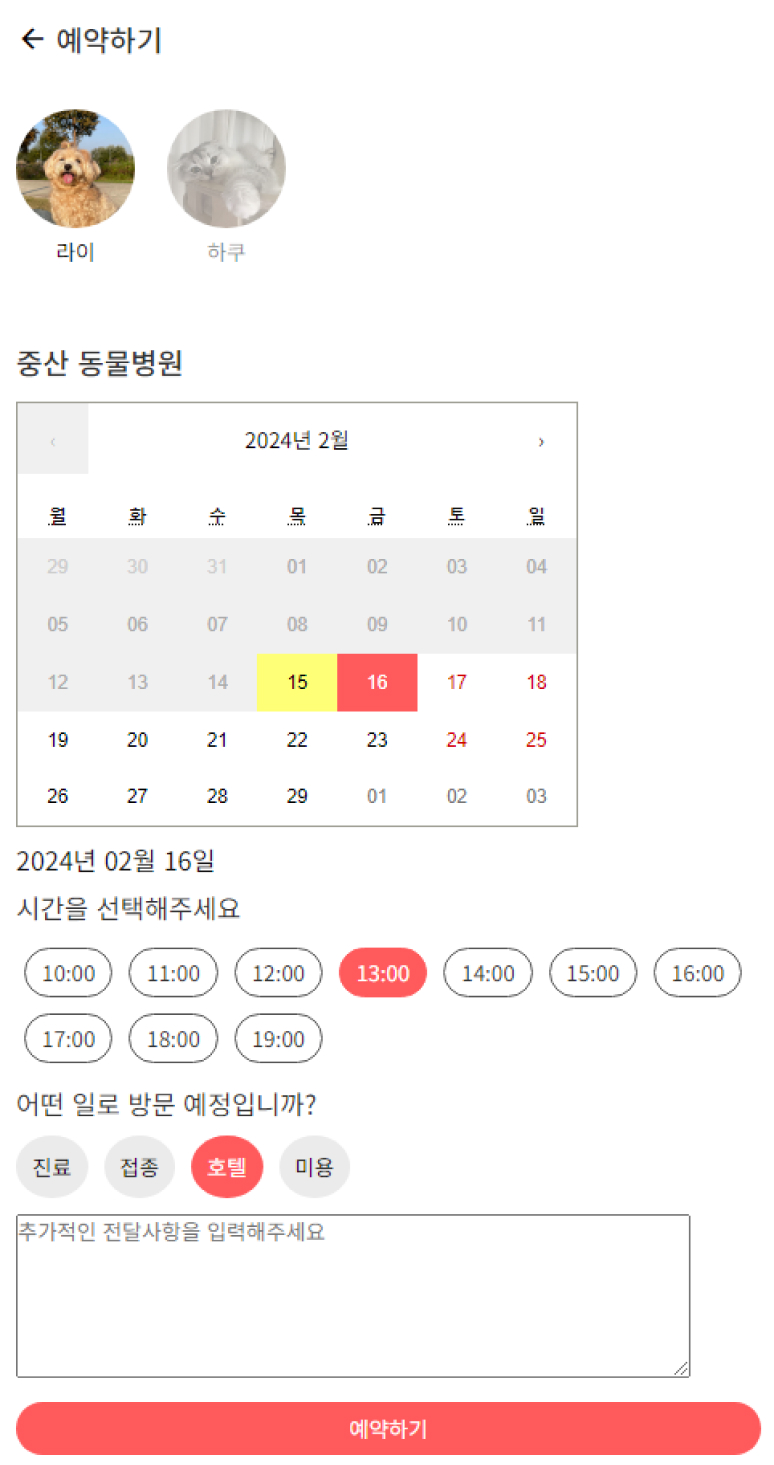 ← 예약하기
라이 하쿠
중산 동물병원
‹ 2024년 2월 ›
월 화 수 목 금 토 일
29 30 31 01 02 03 04
05 06 07 08 09 10 11
12 13 14 15 16 17 18
19 20 21 22 23 24 25
26 27 28 29 01 02 03
2024년 02월 16일
시간을 선택해주세요
10:00 11:00 12:00 13:00 14:00 15:00 16:00
17:00 18:00 19:00
어떤 일로 방문 예정입니까?
진료 접종 호텔 미용
추가적인 전달사항을 입력해주세요
예약하기